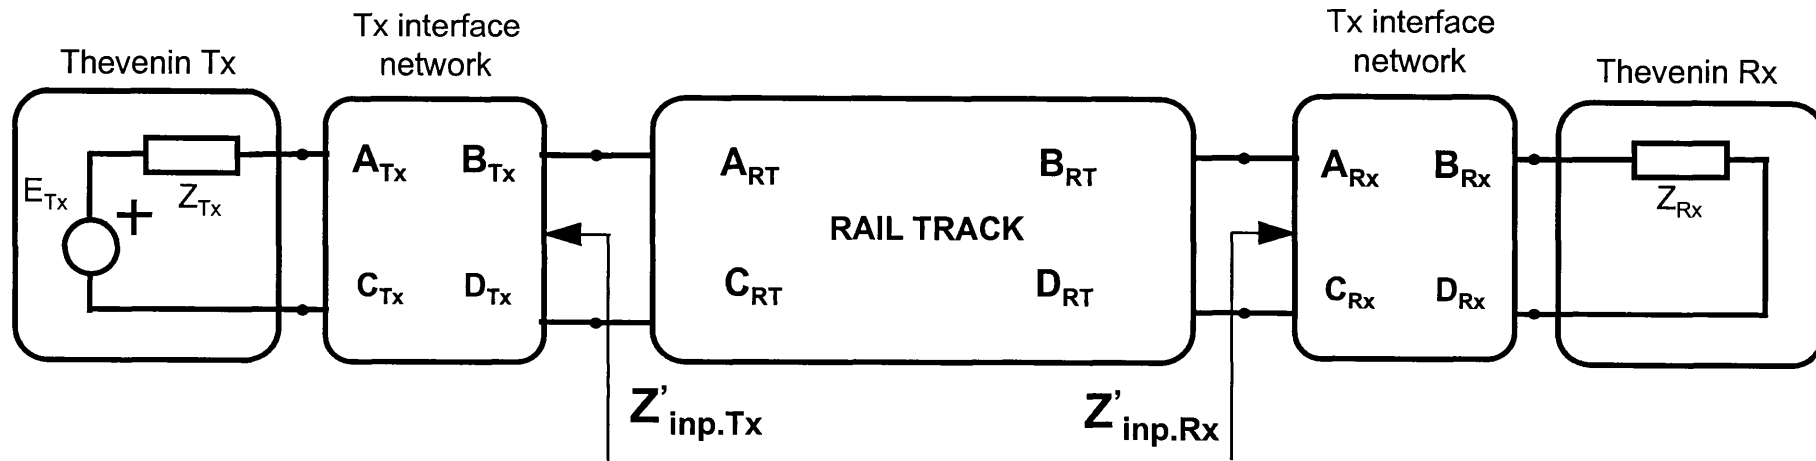 Thevenin Tx
Tx interface
network
Tx interface
network
Thevenin Rx
E_Tx
+
Z_Tx
A_Tx B_Tx
C_Tx D_Tx
A_RT B_RT
RAIL TRACK
C_RT D_RT
A_Rx B_Rx
C_Rx D_Rx
Z_Rx
Z'_inp.Tx
Z'_inp.Rx